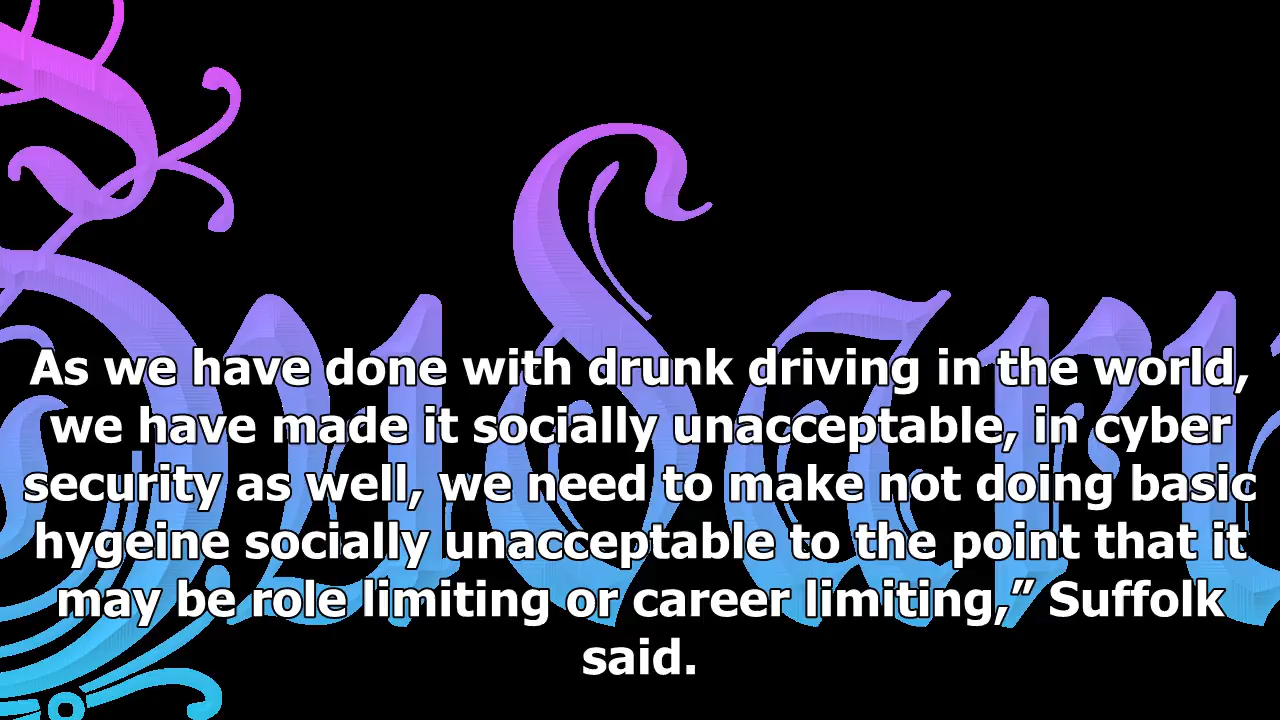 As we have done with drunk driving in the world,
we have made it socially unacceptable, in cyber
security as well, we need to make not doing basic
hygeine socially unacceptable to the point that it
may be role limiting or career limiting,” Suffolk
said.